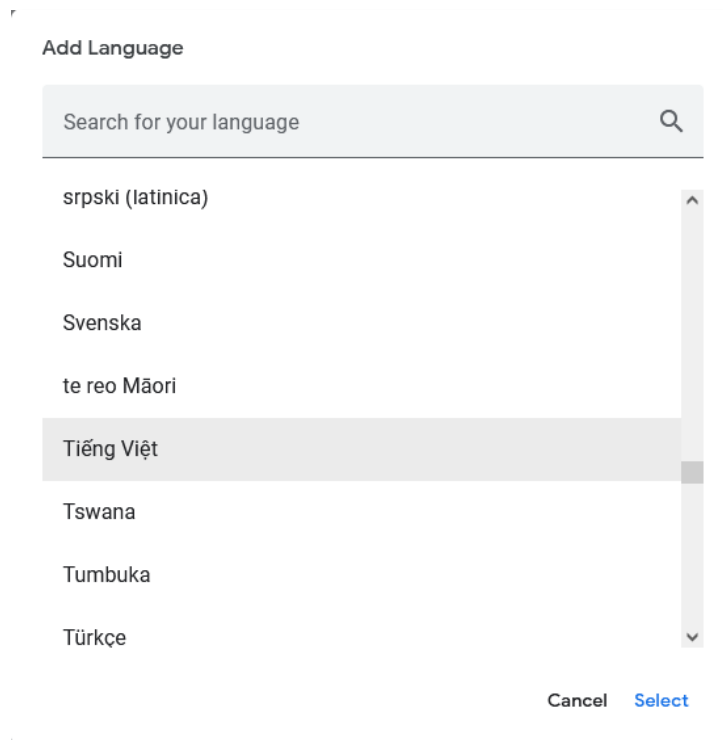 Add Language
Search for your language
srpski (latinica)
Suomi
Svenska
te reo Māori
Tiếng Việt
Tswana
Tumbuka
Türkçe
Cancel Select